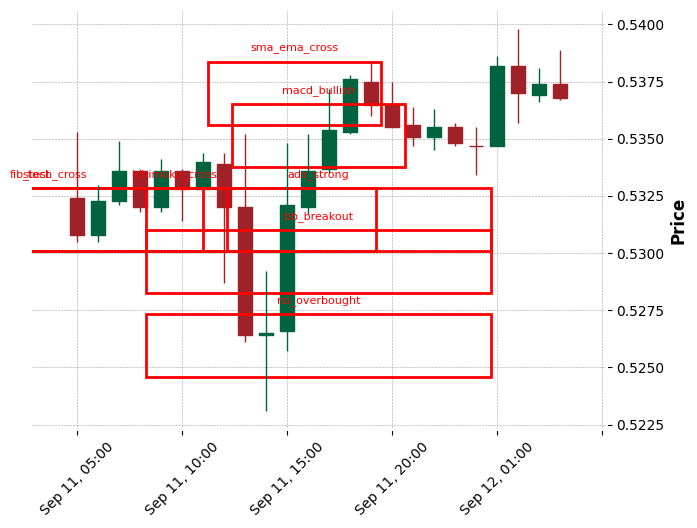 sma_ema_cross
macd_bullish
adx_strong
bb_breakout
rsi_overbought
0.5400
0.5375
0.5350
0.5325
0.5300
0.5275
0.5250
0.5225
Price
Sep 11, 05:00
Sep 11, 10:00
Sep 11, 15:00
Sep 11, 20:00
Sep 12, 01:00